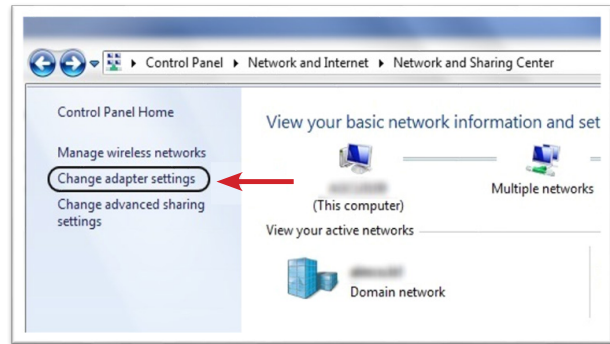 Control Panel Network and Internet Network and Sharing Center
Control Panel Home
Manage wireless networks
Change adapter settings
Change advanced sharing
settings
View your basic network information and set
(This computer)
Multiple networks
View your active networks
Domain network